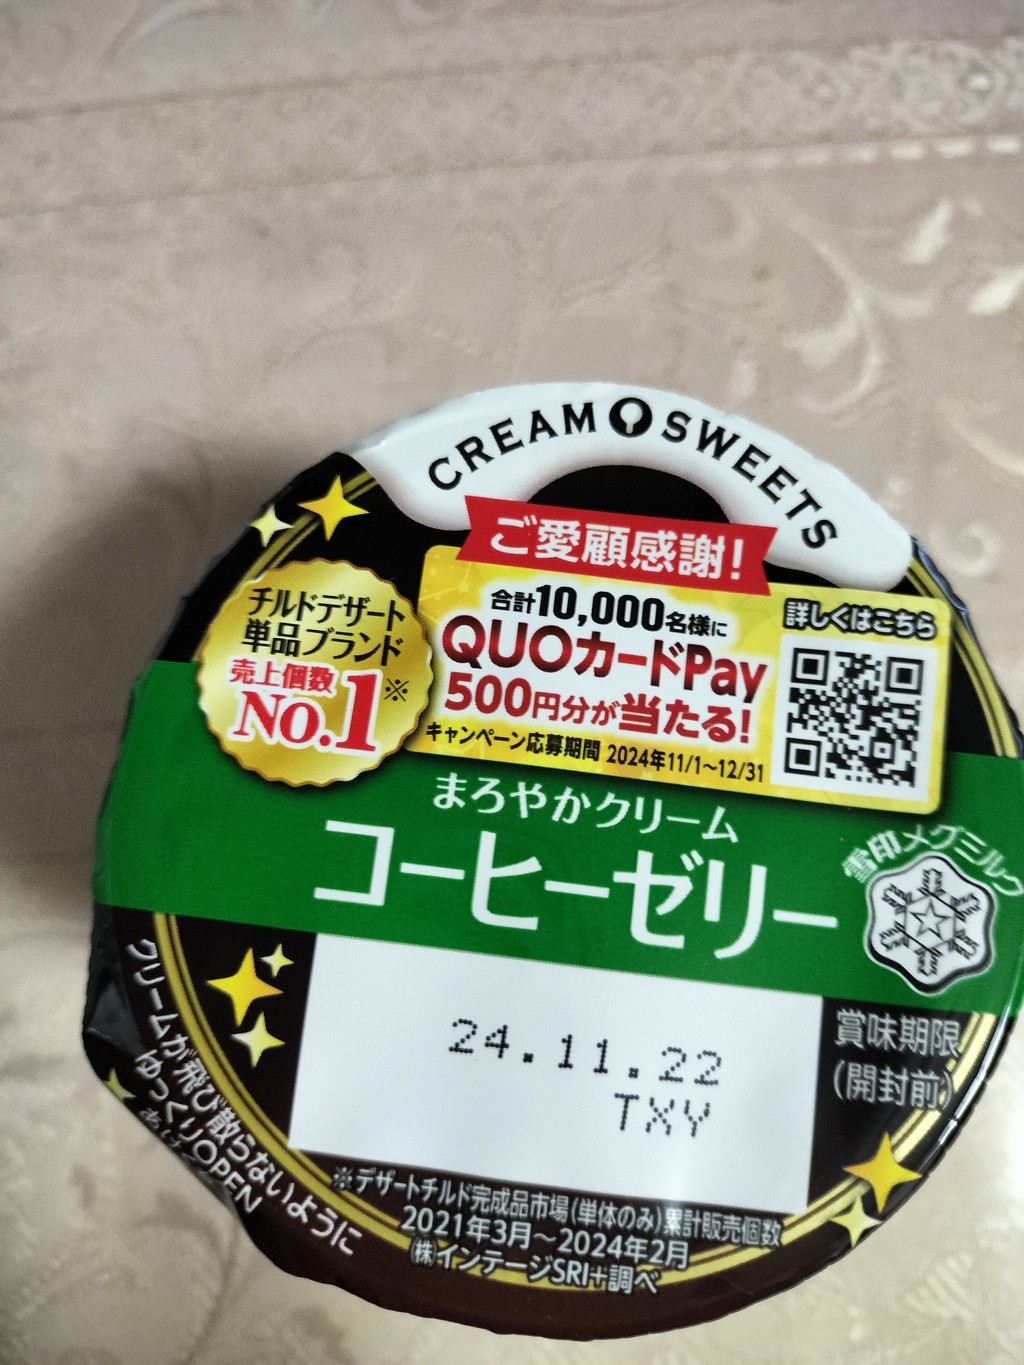 CREAM SWEETS
ご愛顧感謝!
合計10,000名様に
QUOカードPay
500円分が当たる!
キャンペーン応募期間 2024年11/1~12/31
詳しくはこちら
チルドデザート
単品ブランド
売上個数
No.1※
まろやかクリーム
コーヒーゼリー
雪印メグミルク
24.11.22
TXY
賞味期限
(開封前)
クリームが飛び散らないように
ゆっくりOPEN
※デザートチルド完成品市場(単体のみ)累計販売個数
2021年3月~2024年2月
㈱インテージSRI+調べ